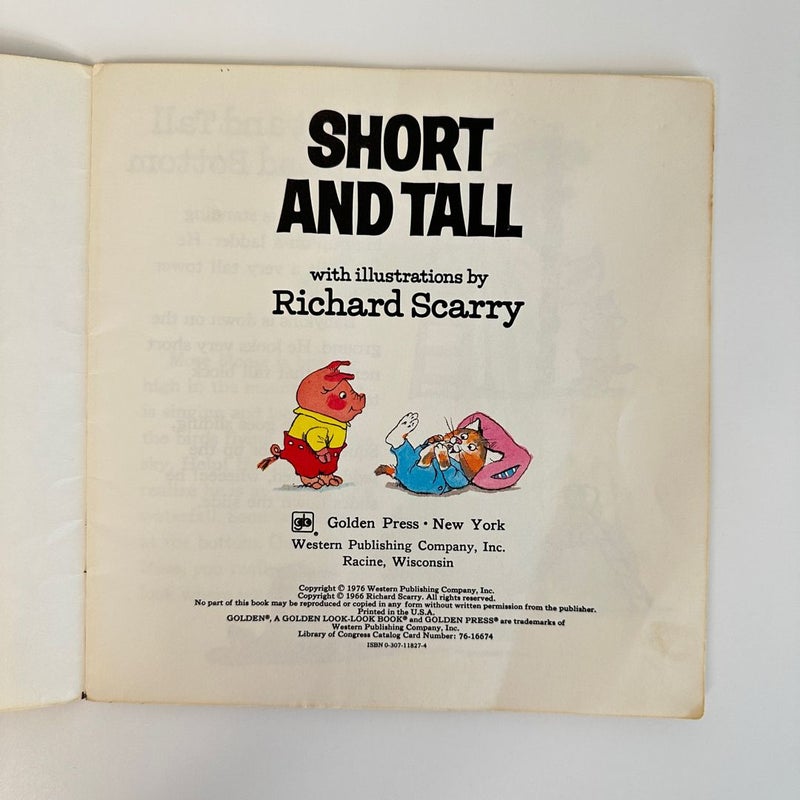 SHORT
AND TALL
with illustrations by
Richard Scarry
gb
Golden Press • New York
Western Publishing Company, Inc.
Racine, Wisconsin
Copyright © 1976 Western Publishing Company, Inc.
Copyright © 1966 Richard Scarry. All rights reserved.
No part of this book may be reproduced or copied in any form without written permission from the publisher.
Printed in the U.S.A.
GOLDEN®, A GOLDEN LOOK-LOOK BOOK® and GOLDEN PRESS® are trademarks of
Western Publishing Company, Inc.
Library of Congress Catalog Card Number: 76-16674
ISBN 0-307-11827-4